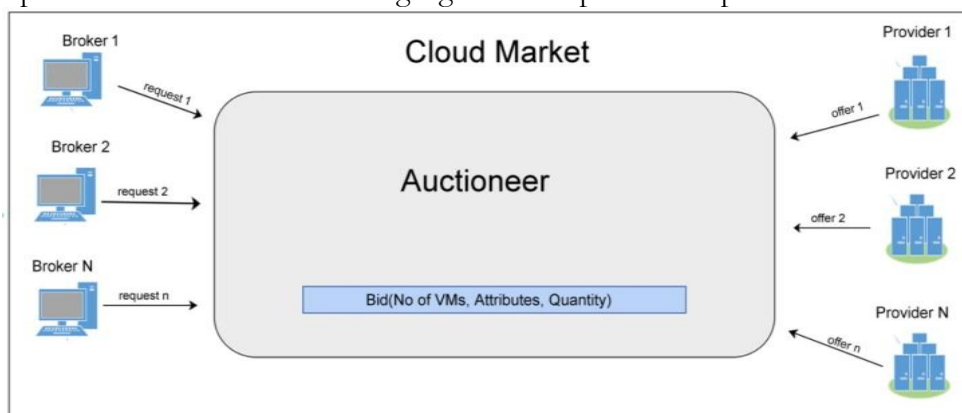 Cloud Market
Broker 1
request 1
Broker 2
request 2
Broker N
request n
Auctioneer
Bid(No of VMs, Attributes, Quantity)
Provider 1
offer 1
Provider 2
offer 2
Provider N
offer n